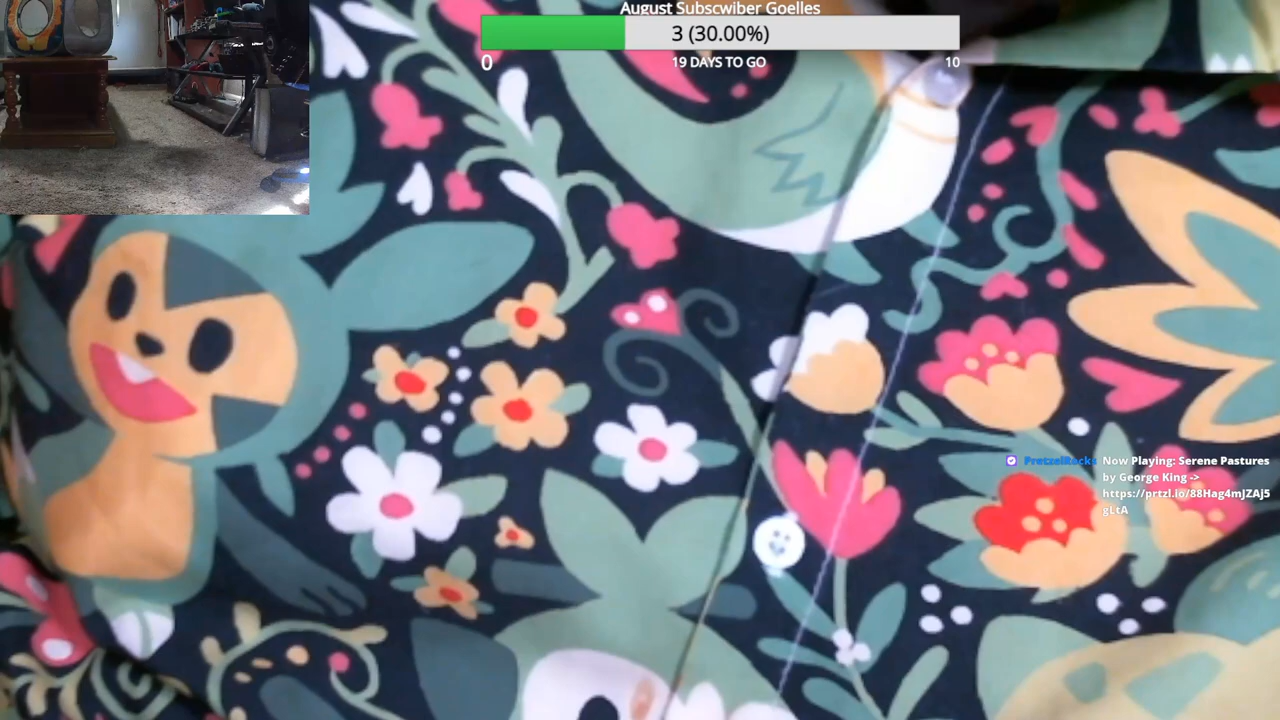 August Subscwiber Goelles
3 (30.00%)
0
19 DAYS TO GO
10
PretzelRocks Now Playing: Serene Pastures
by George King ->
https://prtzl.io/88Hag4mJZAj5
gLtA